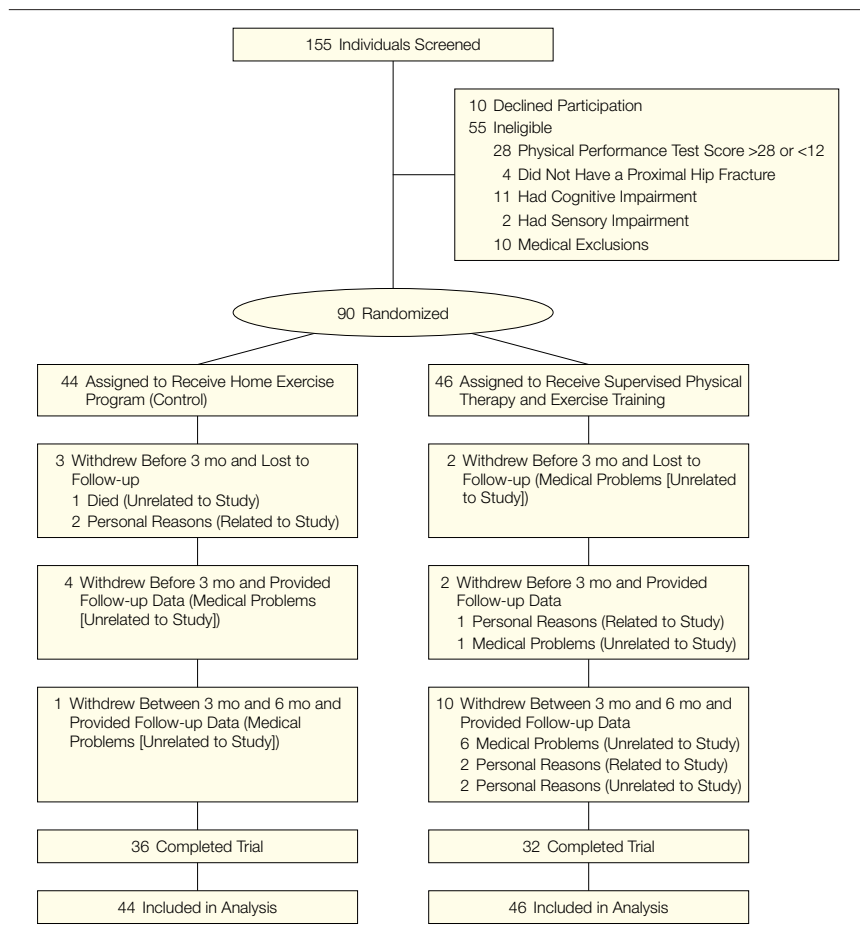 155 Individuals Screened
10 Declined Participation
55 Ineligible
28 Physical Performance Test Score >28 or <12
4 Did Not Have a Proximal Hip Fracture
11 Had Cognitive Impairment
2 Had Sensory Impairment
10 Medical Exclusions
90 Randomized
44 Assigned to Receive Home Exercise
Program (Control)
46 Assigned to Receive Supervised Physical
Therapy and Exercise Training
3 Withdrew Before 3 mo and Lost to
Follow-up
1 Died (Unrelated to Study)
2 Personal Reasons (Related to Study)
2 Withdrew Before 3 mo and Lost to
Follow-up (Medical Problems [Unrelated
to Study])
4 Withdrew Before 3 mo and Provided
Follow-up Data (Medical Problems
[Unrelated to Study])
2 Withdrew Before 3 mo and Provided
Follow-up Data
1 Personal Reasons (Related to Study)
1 Medical Problems (Unrelated to Study)
1 Withdrew Between 3 mo and 6 mo and
Provided Follow-up Data (Medical
Problems [Unrelated to Study])
10 Withdrew Between 3 mo and 6 mo and
Provided Follow-up Data
6 Medical Problems (Unrelated to Study)
2 Personal Reasons (Related to Study)
2 Personal Reasons (Unrelated to Study)
36 Completed Trial
32 Completed Trial
44 Included in Analysis
46 Included in Analysis